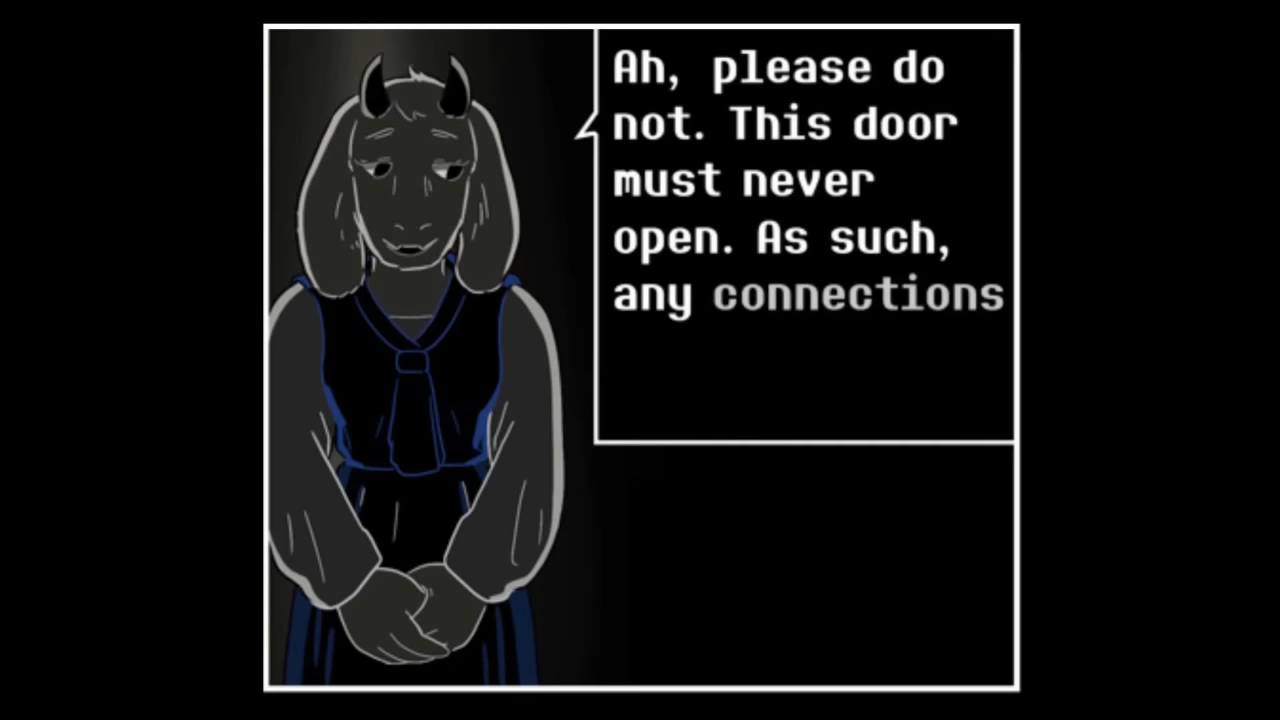 Ah, please do
not. This door
must never
open. As such,
any connections